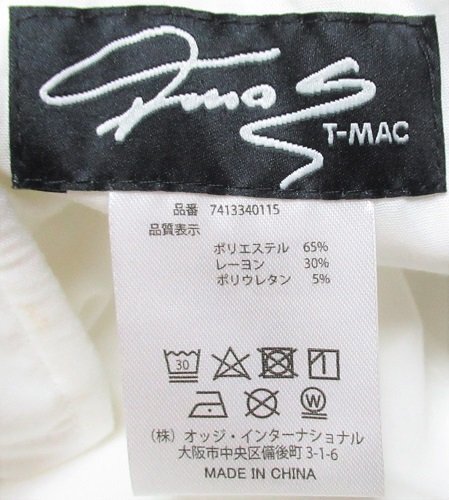 T-MAC
品番 7413340115
品質表示
ポリエステル 65%
レーヨン 30%
ポリウレタン 5%
30
W
(株) オッジ・インターナショナル
大阪市中央区備後町 3-1-6
MADE IN CHINA